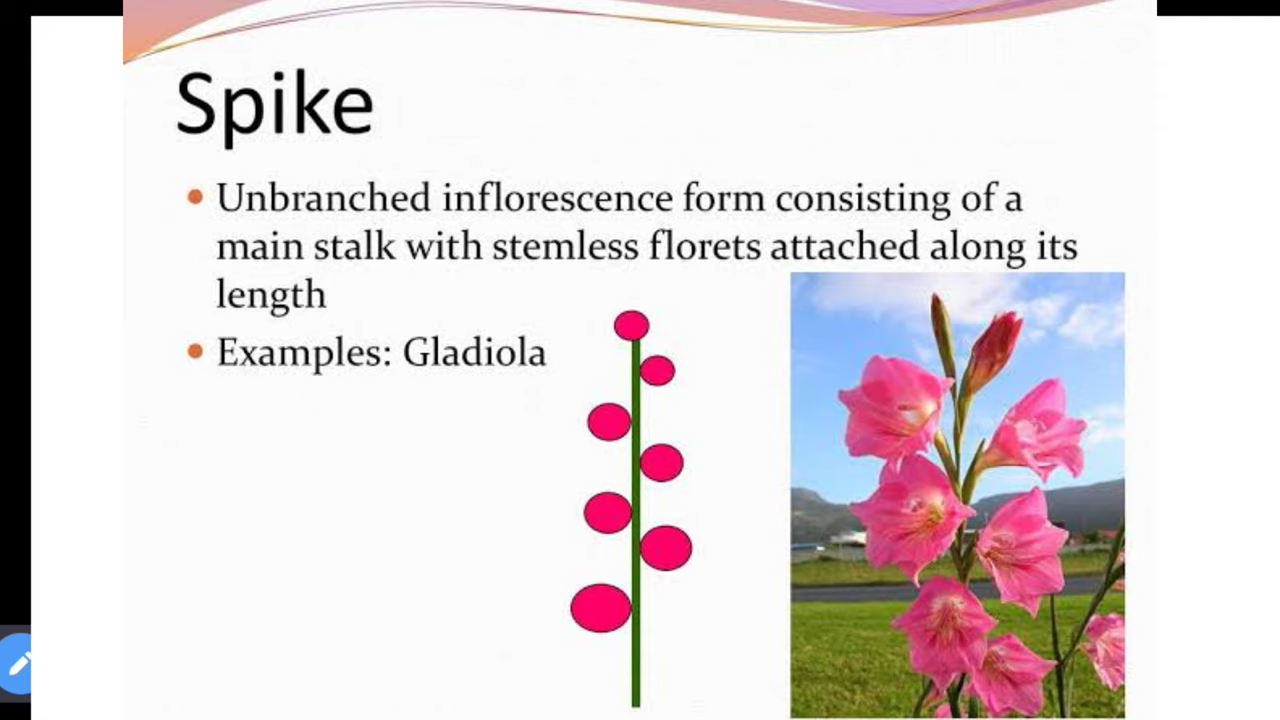 Spike
Unbranched inflorescence form consisting of a
main stalk with stemless florets attached along its
length
Examples: Gladiola